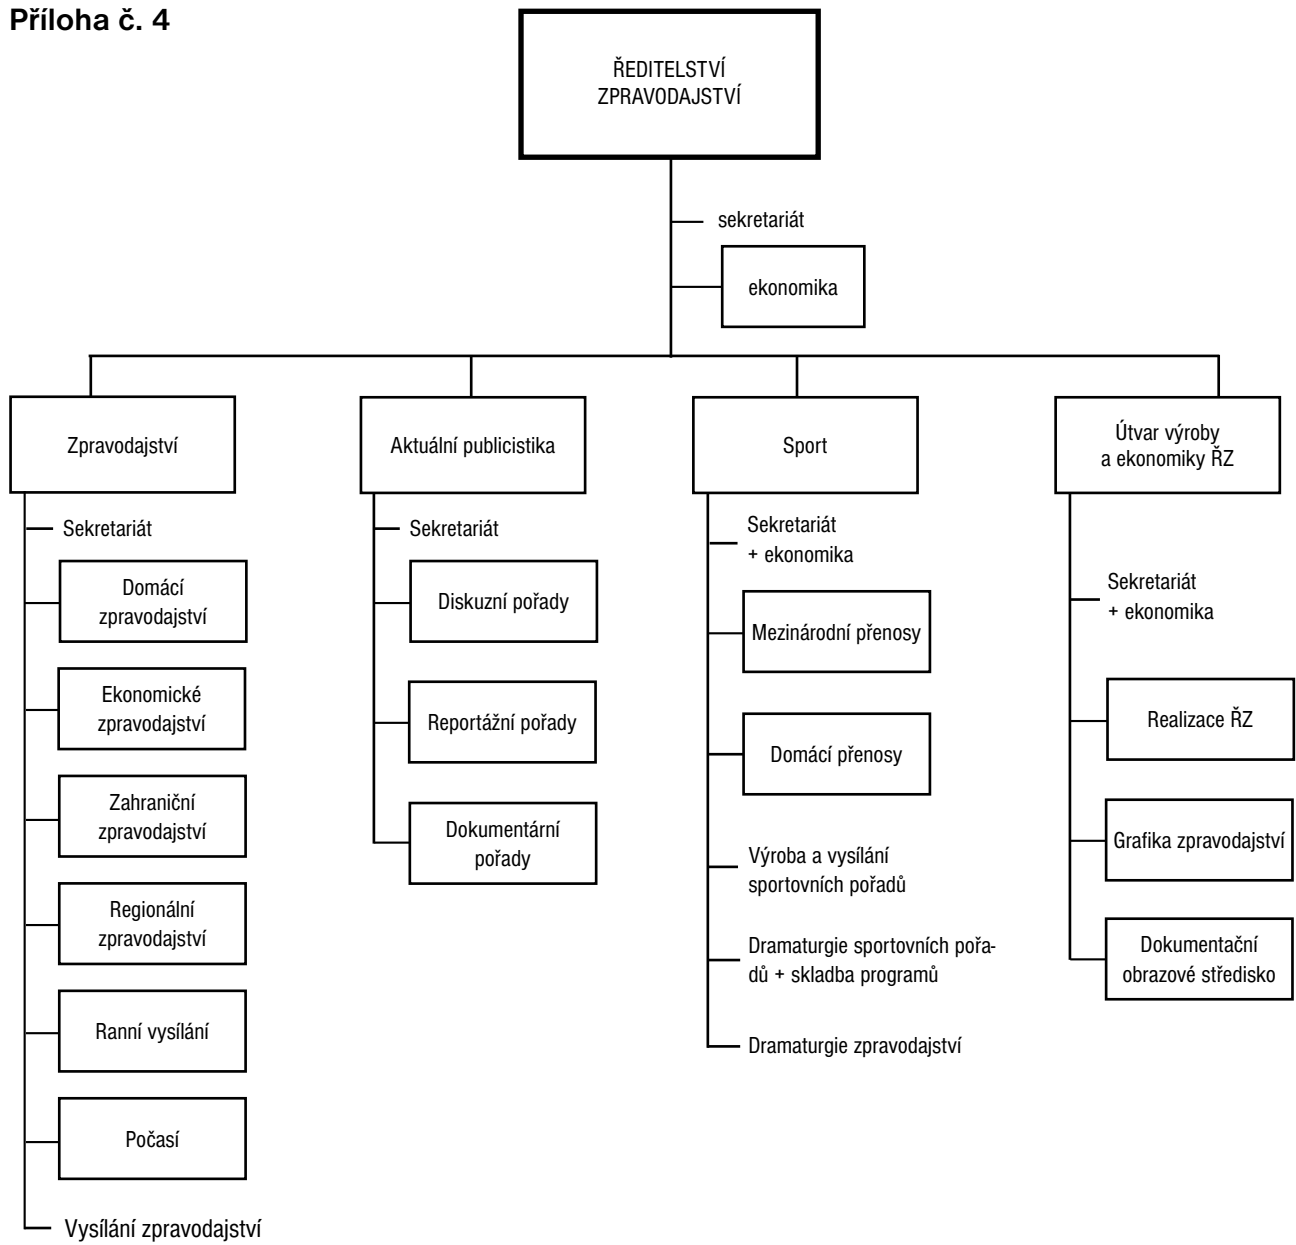 Příloha č. 4
ŘEDITELSTVÍ
ZPRAVODAJSTVÍ
sekretariát
ekonomika
Zpravodajství
Sekretariát
Domácí
zpravodajství
Ekonomické
zpravodajství
Zahraniční
zpravodajství
Regionální
zpravodajství
Ranní vysílání
Počasí
Vysílání zpravodajství
Aktuální publicistika
Sekretariát
Diskuzní pořady
Reportážní pořady
Dokumentární
pořady
Sport
Sekretariát
+ ekonomika
Mezinárodní přenosy
Domácí přenosy
Výroba a vysílání
sportovních pořadů
Dramaturgie sportovních pořa-
dů + skladba programů
Dramaturgie zpravodajství
Útvar výroby
a ekonomiky ŘZ
Sekretariát
+ ekonomika
Realizace ŘZ
Grafika zpravodajství
Dokumentační
obrazové středisko